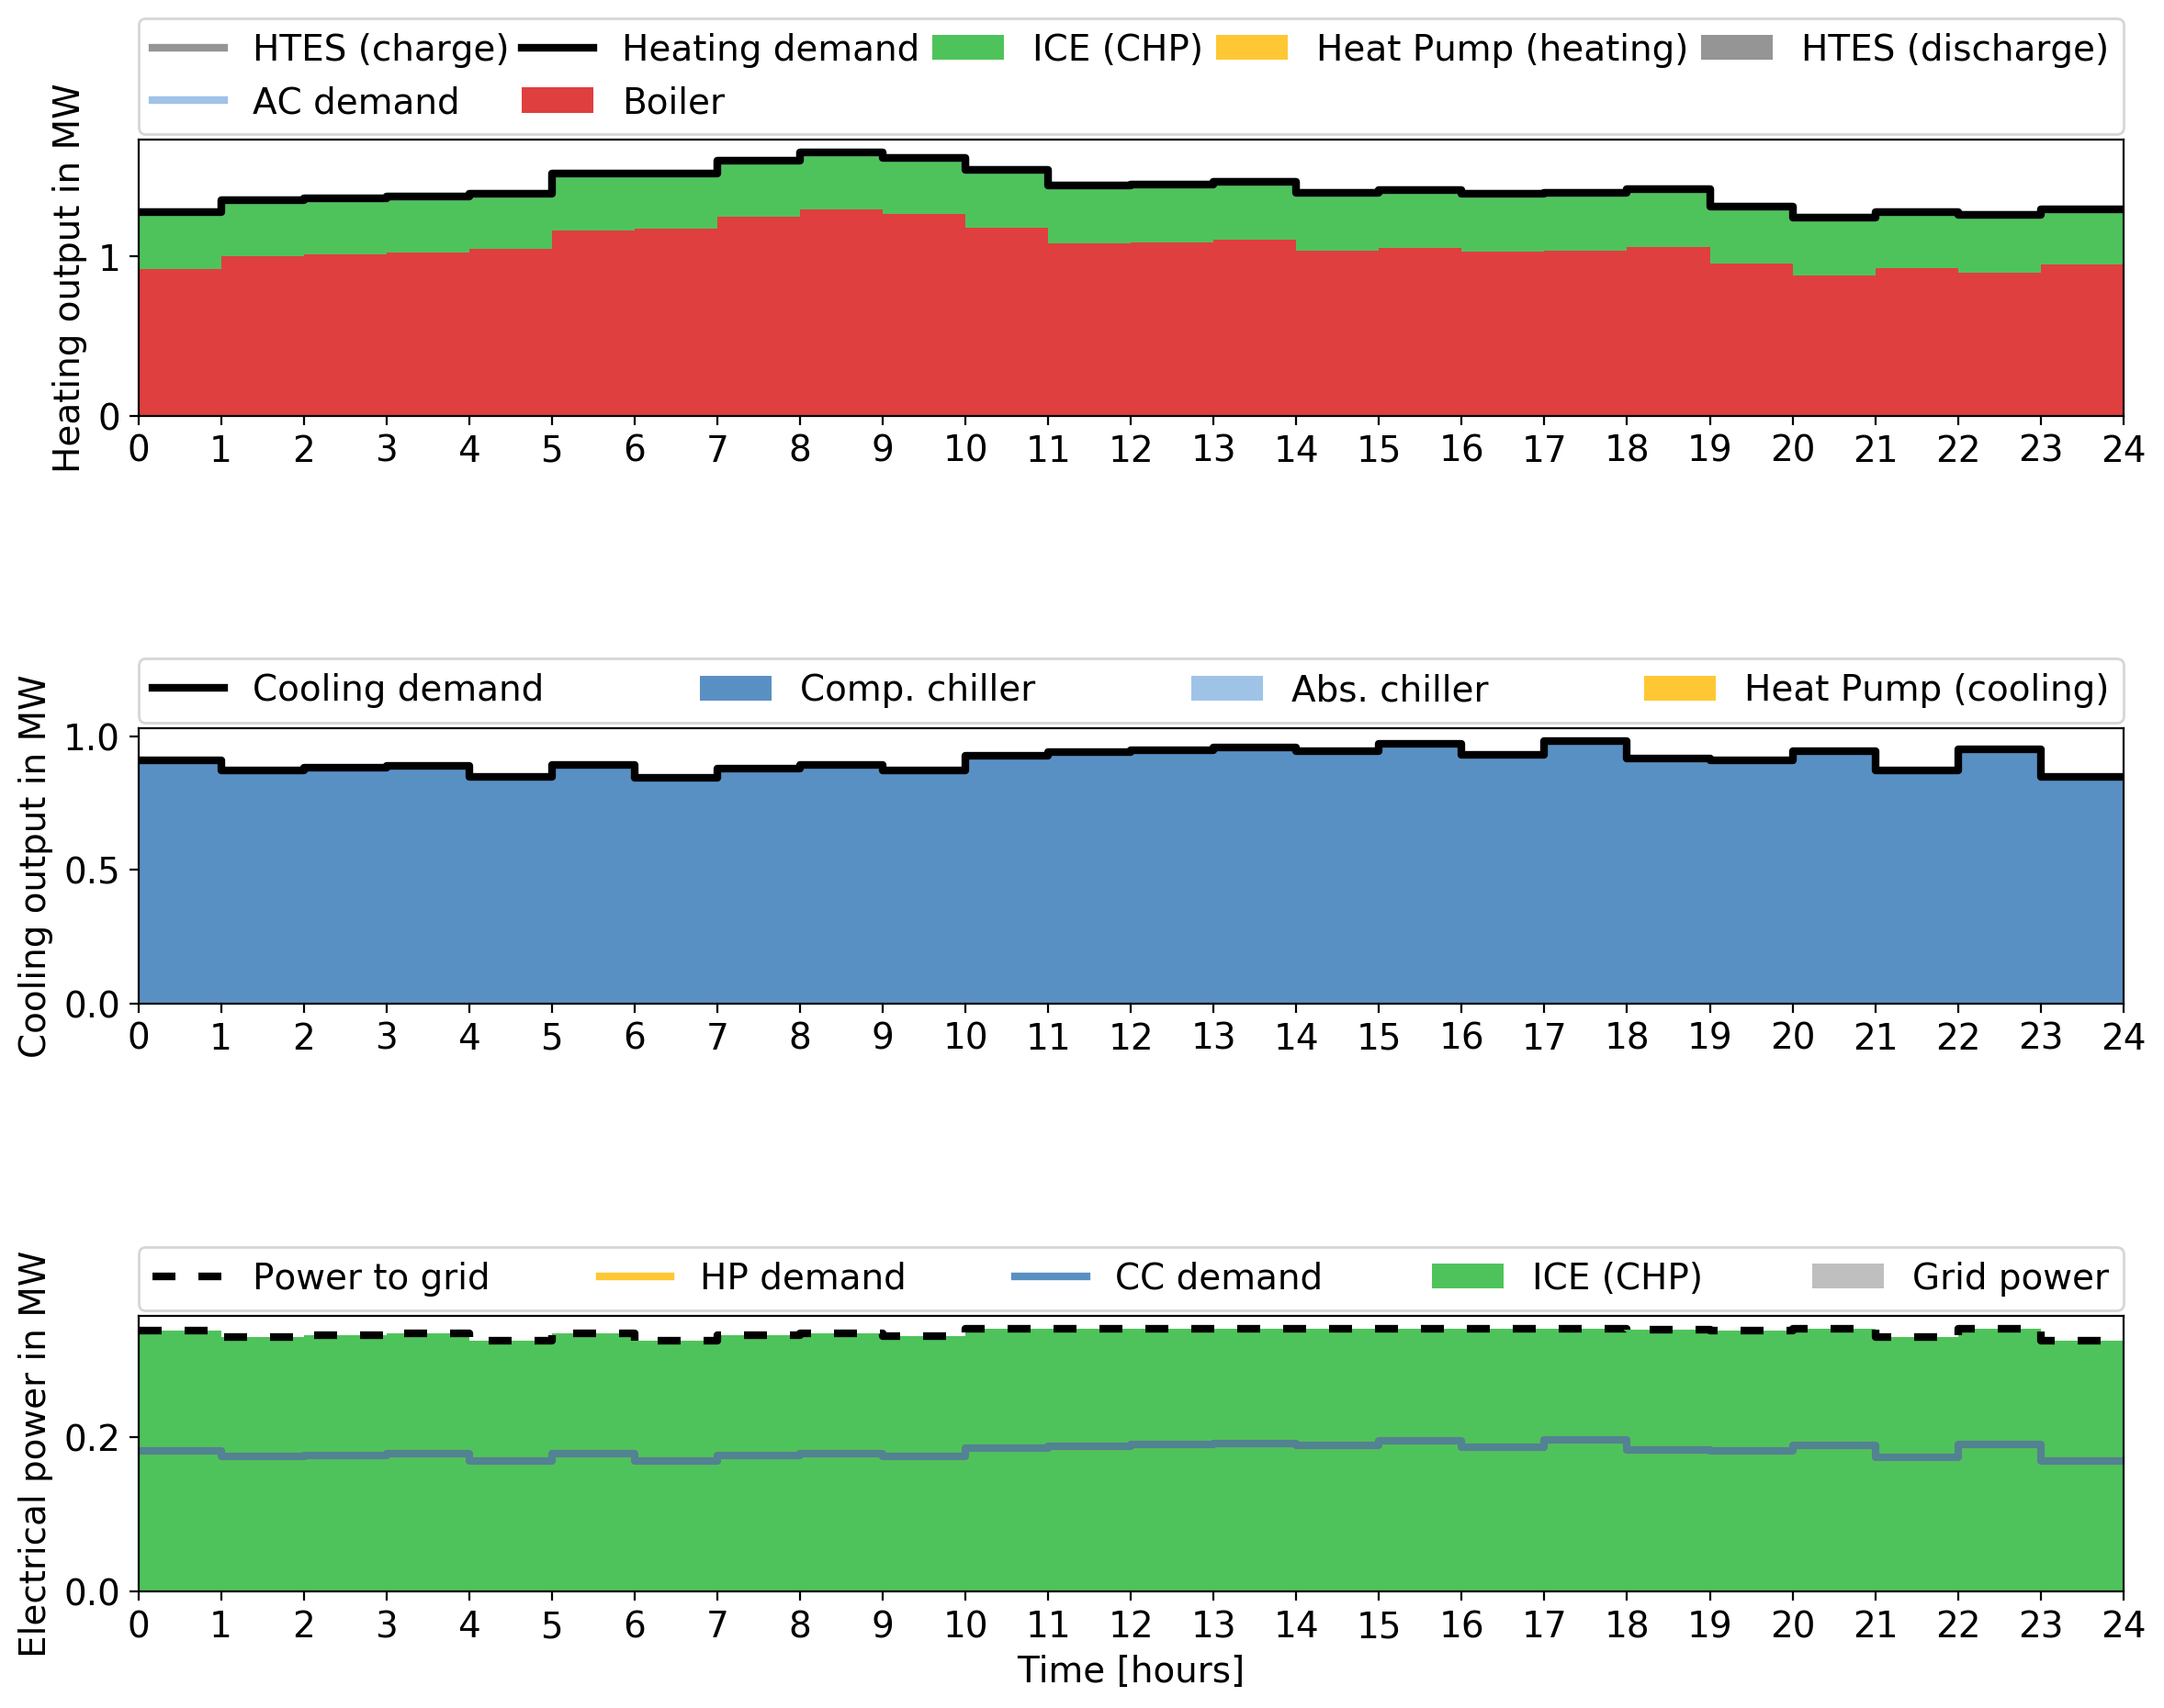 HTES (charge) Heating demand ICE (CHP) Heat Pump (heating) HTES (discharge)
AC demand Boiler
Heating output in MW
1
0
0 1 2 3 4 5 6 7 8 9 10 11 12 13 14 15 16 17 18 19 20 21 22 23 24
Cooling demand Comp. chiller Abs. chiller Heat Pump (cooling)
Cooling output in MW
1.0
0.5
0.0
0 1 2 3 4 5 6 7 8 9 10 11 12 13 14 15 16 17 18 19 20 21 22 23 24
Power to grid HP demand CC demand ICE (CHP) Grid power
Electrical power in MW
0.2
0.0
0 1 2 3 4 5 6 7 8 9 10 11 12 13 14 15 16 17 18 19 20 21 22 23 24
Time [hours]